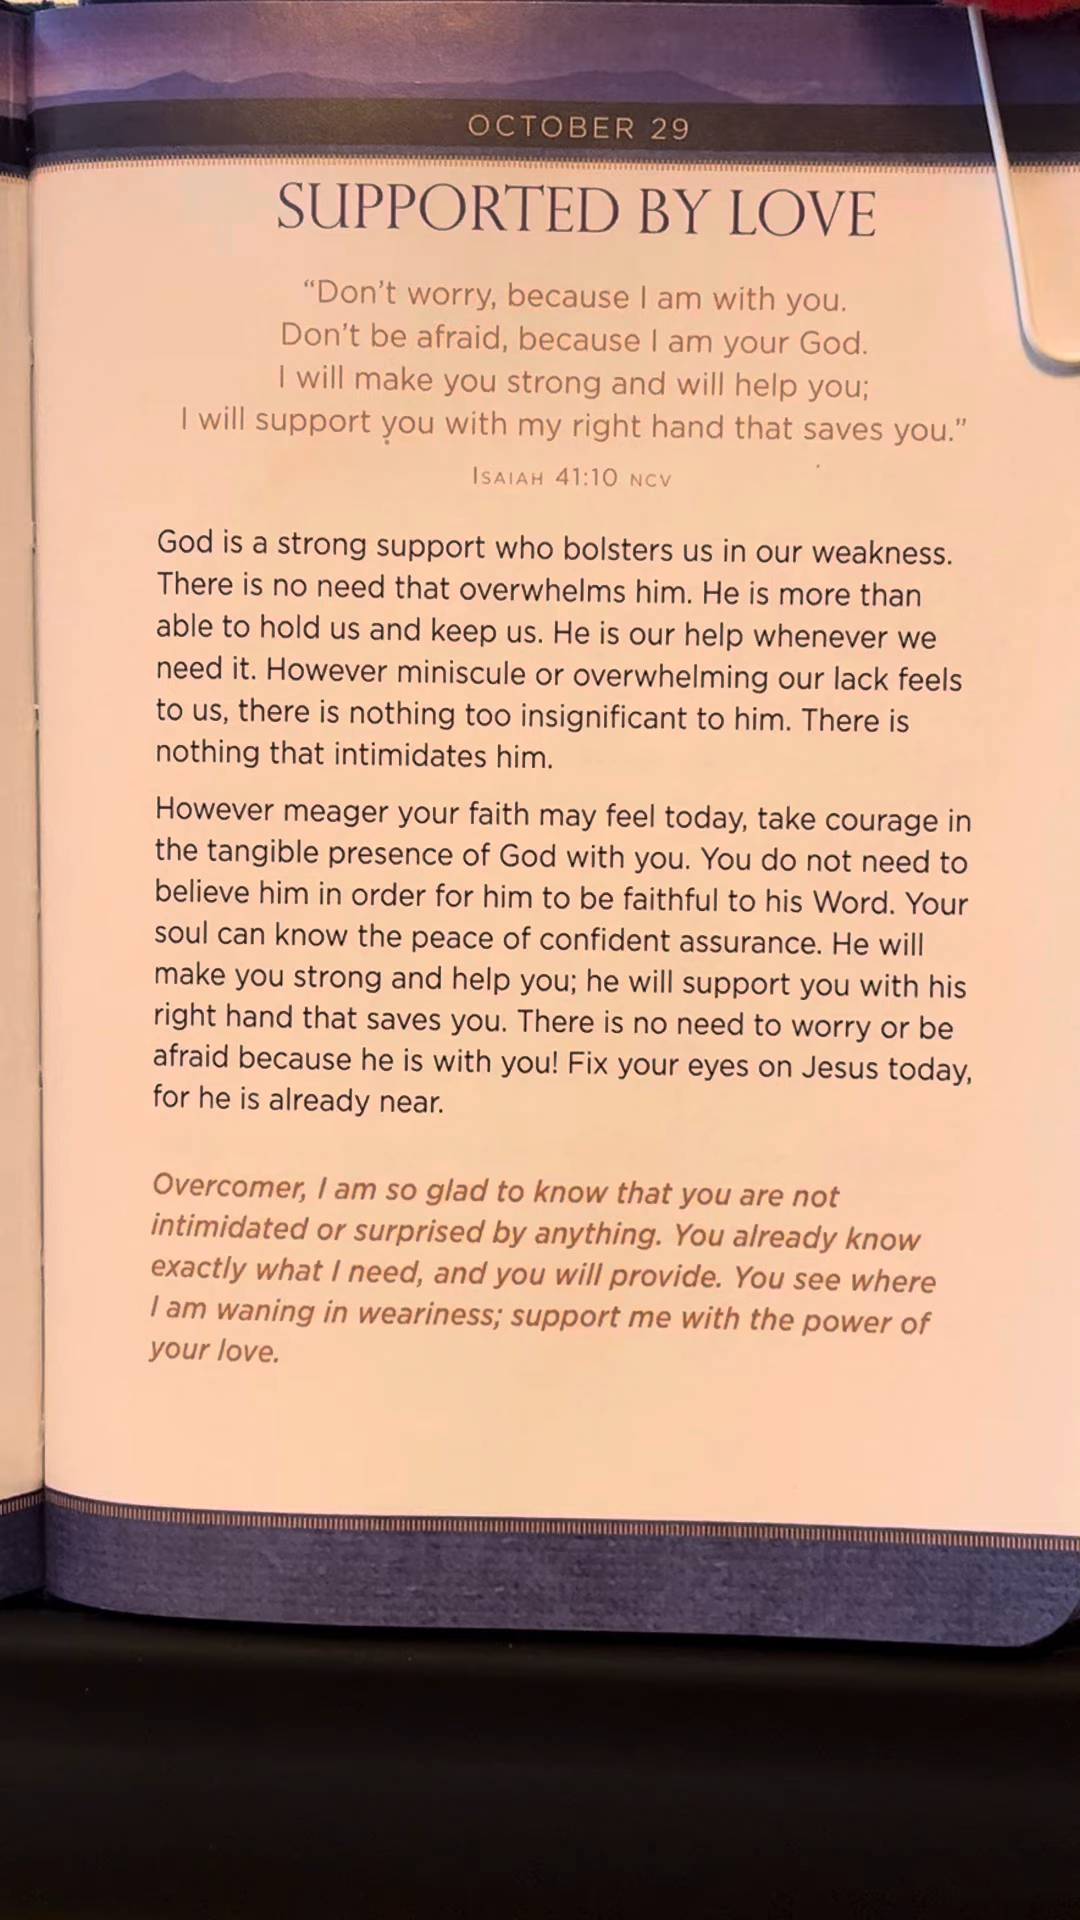 OCTOBER 29
SUPPORTED BY LOVE
“Don’t worry, because I am with you.
Don’t be afraid, because I am your God.
I will make you strong and will help you;
I will support you with my right hand that saves you.”
ISAIAH 41:10 NCV
God is a strong support who bolsters us in our weakness.
There is no need that overwhelms him. He is more than
able to hold us and keep us. He is our help whenever we
need it. However miniscule or overwhelming our lack feels
to us, there is nothing too insignificant to him. There is
nothing that intimidates him.
However meager your faith may feel today, take courage in
the tangible presence of God with you. You do not need to
believe him in order for him to be faithful to his Word. Your
soul can know the peace of confident assurance. He will
make you strong and help you; he will support you with his
right hand that saves you. There is no need to worry or be
afraid because he is with you! Fix your eyes on Jesus today,
for he is already near.
Overcomer, I am so glad to know that you are not
intimidated or surprised by anything. You already know
exactly what I need, and you will provide. You see where
I am waning in weariness; support me with the power of
your love.